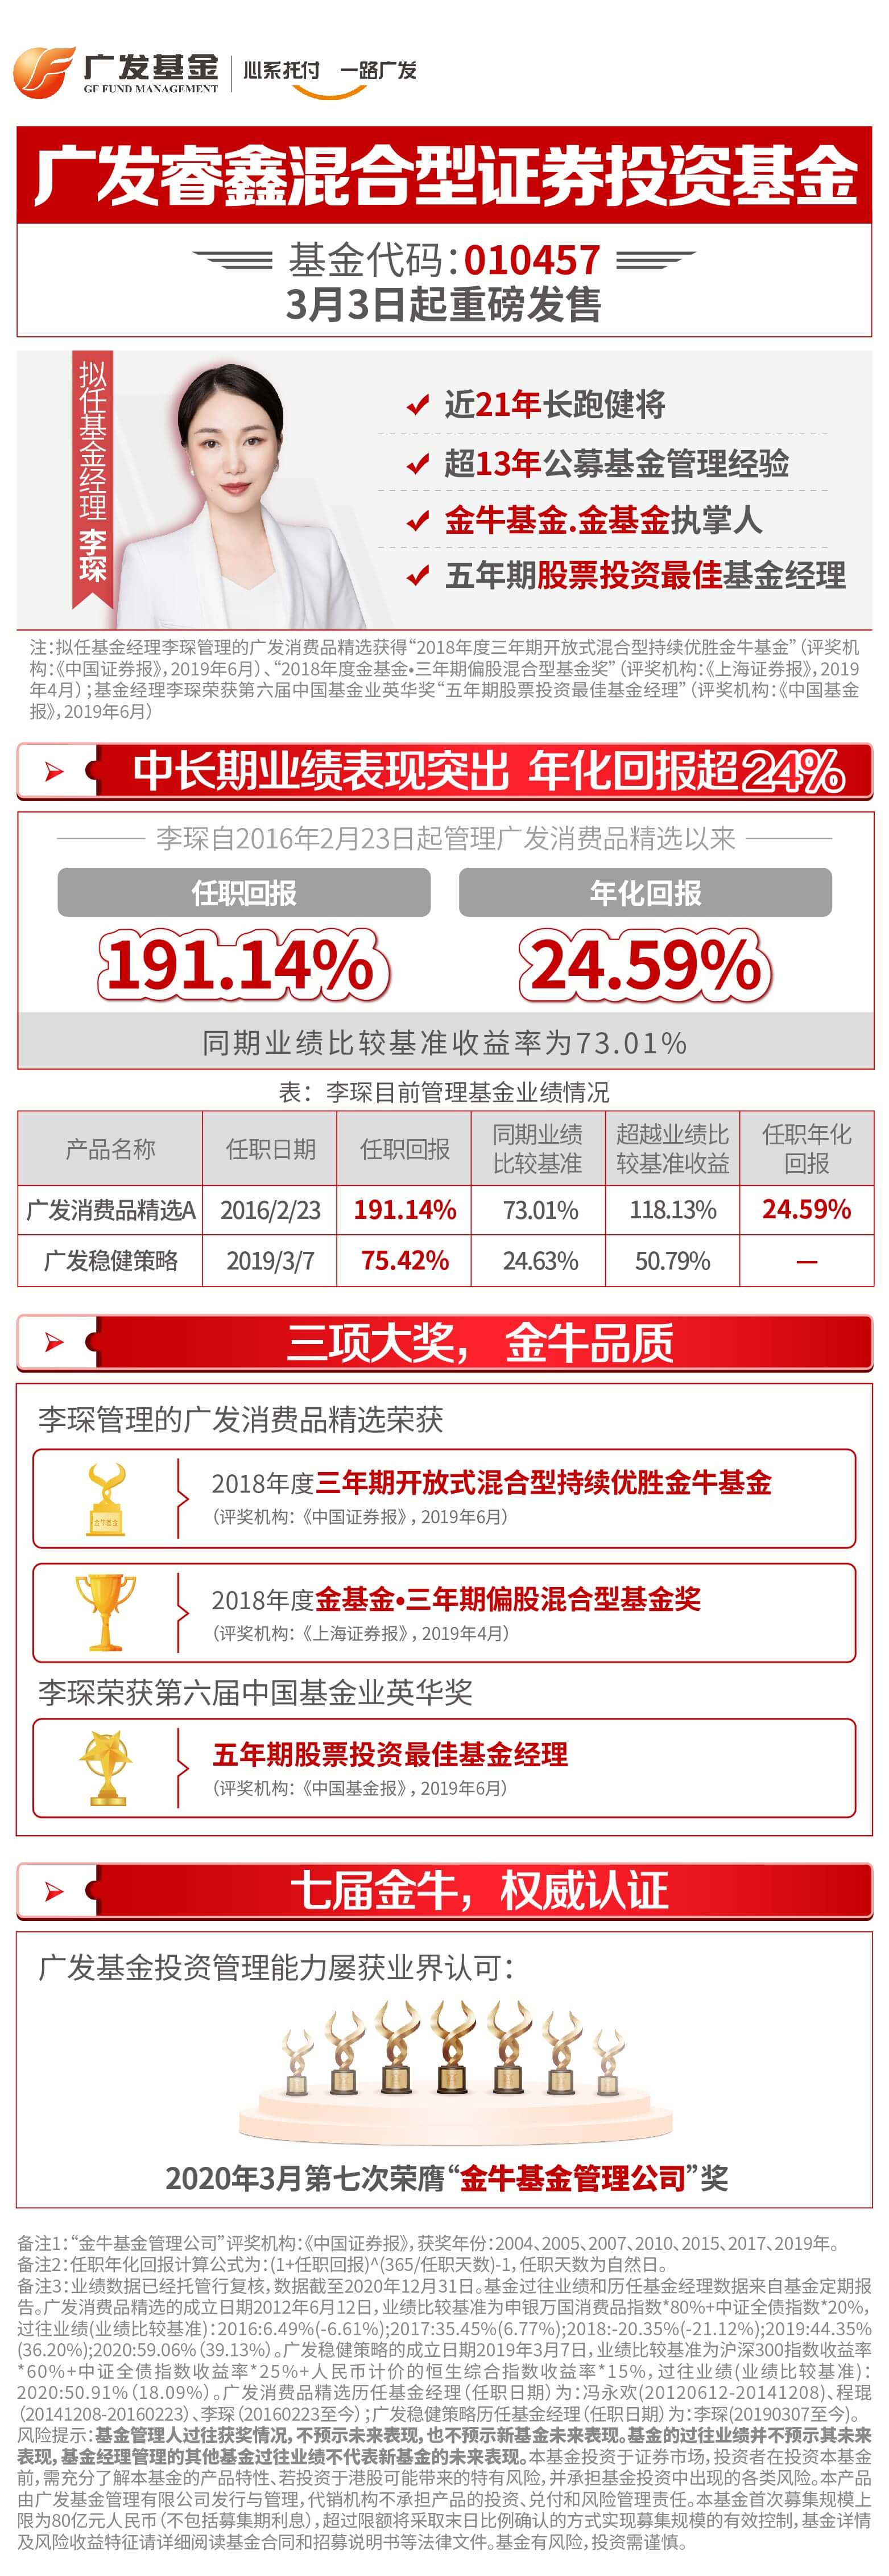 广发基金
GF FUND MANAGEMENT
心系托付 一路广发
广发睿鑫混合型证券投资基金
基金代码:010457
3月3日起重磅发售
拟任基金经理 李琛
近21年长跑健将
超13年公募基金管理经验
金牛基金.金基金执掌人
五年期股票投资最佳基金经理
注:拟任基金经理李琛管理的广发消费品精选获得“2018年度三年期开放式混合型持续优胜金牛基金”(评奖机
构:《中国证券报》,2019年6月)、“2018年度金基金•三年期偏股混合型基金奖”(评奖机构:《上海证券报》,2019
年4月);基金经理李琛荣获第六届中国基金业英华奖“五年期股票投资最佳基金经理”(评奖机构:《中国基金
报》,2019年6月)
中长期业绩表现突出 年化回报超24%
李琛自2016年2月23日起管理广发消费品精选以来
任职回报 年化回报
191.14% 24.59%
同期业绩比较基准收益率为73.01%
表: 李琛目前管理基金业绩情况
产品名称 任职日期 任职回报 同期业绩比较基准 超越业绩比较基准收益 任职年化回报
广发消费品精选A 2016/2/23 191.14% 73.01% 118.13% 24.59%
广发稳健策略 2019/3/7 75.42% 24.63% 50.79% —
三项大奖, 金牛品质
李琛管理的广发消费品精选荣获
金牛基金
2018年度三年期开放式混合型持续优胜金牛基金
(评奖机构:《中国证券报》,2019年6月)
2018年度金基金•三年期偏股混合型基金奖
(评奖机构:《上海证券报》,2019年4月)
李琛荣获第六届中国基金业英华奖
五年期股票投资最佳基金经理
(评奖机构:《中国基金报》,2019年6月)
七届金牛,权威认证
广发基金投资管理能力屡获业界认可:
2020年3月第七次荣膺“金牛基金管理公司”奖
备注1:“金牛基金管理公司”评奖机构:《中国证券报》,获奖年份:2004、2005、2007、2010、2015、2017、2019年。
备注2:任职年化回报计算公式为:(1+任职回报)^(365/任职天数)-1,任职天数为自然日。
备注3:业绩数据已经托管行复核,数据截至2020年12月31日。基金过往业绩和历任基金经理数据来自基金定期报
告。广发消费品精选的成立日期2012年6月12日,业绩比较基准为申银万国消费品指数*80%+中证全债指数*20%,
过往业绩(业绩比较基准):2016:6.49%(-6.61%);2017:35.45%(6.77%);2018:-20.35%(-21.12%);2019:44.35%
(36.20%);2020:59.06%(39.13%)。广发稳健策略的成立日期2019年3月7日,业绩比较基准为沪深300指数收益率
*60%+中证全债指数收益率*25%+人民币计价的恒生综合指数收益率*15%,过往业绩(业绩比较基准):
2020:50.91%(18.09%)。广发消费品精选历任基金经理(任职日期)为:冯永欢(20120612-20141208)、程琨
(20141208-20160223)、李琛(20160223至今);广发稳健策略历任基金经理(任职日期)为:李琛(20190307至今)。
风险提示:基金管理人过往获奖情况,不预示未来表现,也不预示新基金未来表现。基金的过往业绩并不预示其未来
表现,基金经理管理的其他基金过往业绩不代表新基金的未来表现。本基金投资于证券市场,投资者在投资本基金
前,需充分了解本基金的产品特性、若投资于港股可能带来的特有风险,并承担基金投资中出现的各类风险。本产品
由广发基金管理有限公司发行与管理,代销机构不承担产品的投资、兑付和风险管理责任。本基金首次募集规模上
限为80亿元人民币(不包括募集期利息),超过限额将采取末日比例确认的方式实现募集规模的有效控制,基金详情
及风险收益特征请详细阅读基金合同和招募说明书等法律文件。基金有风险,投资需谨慎。